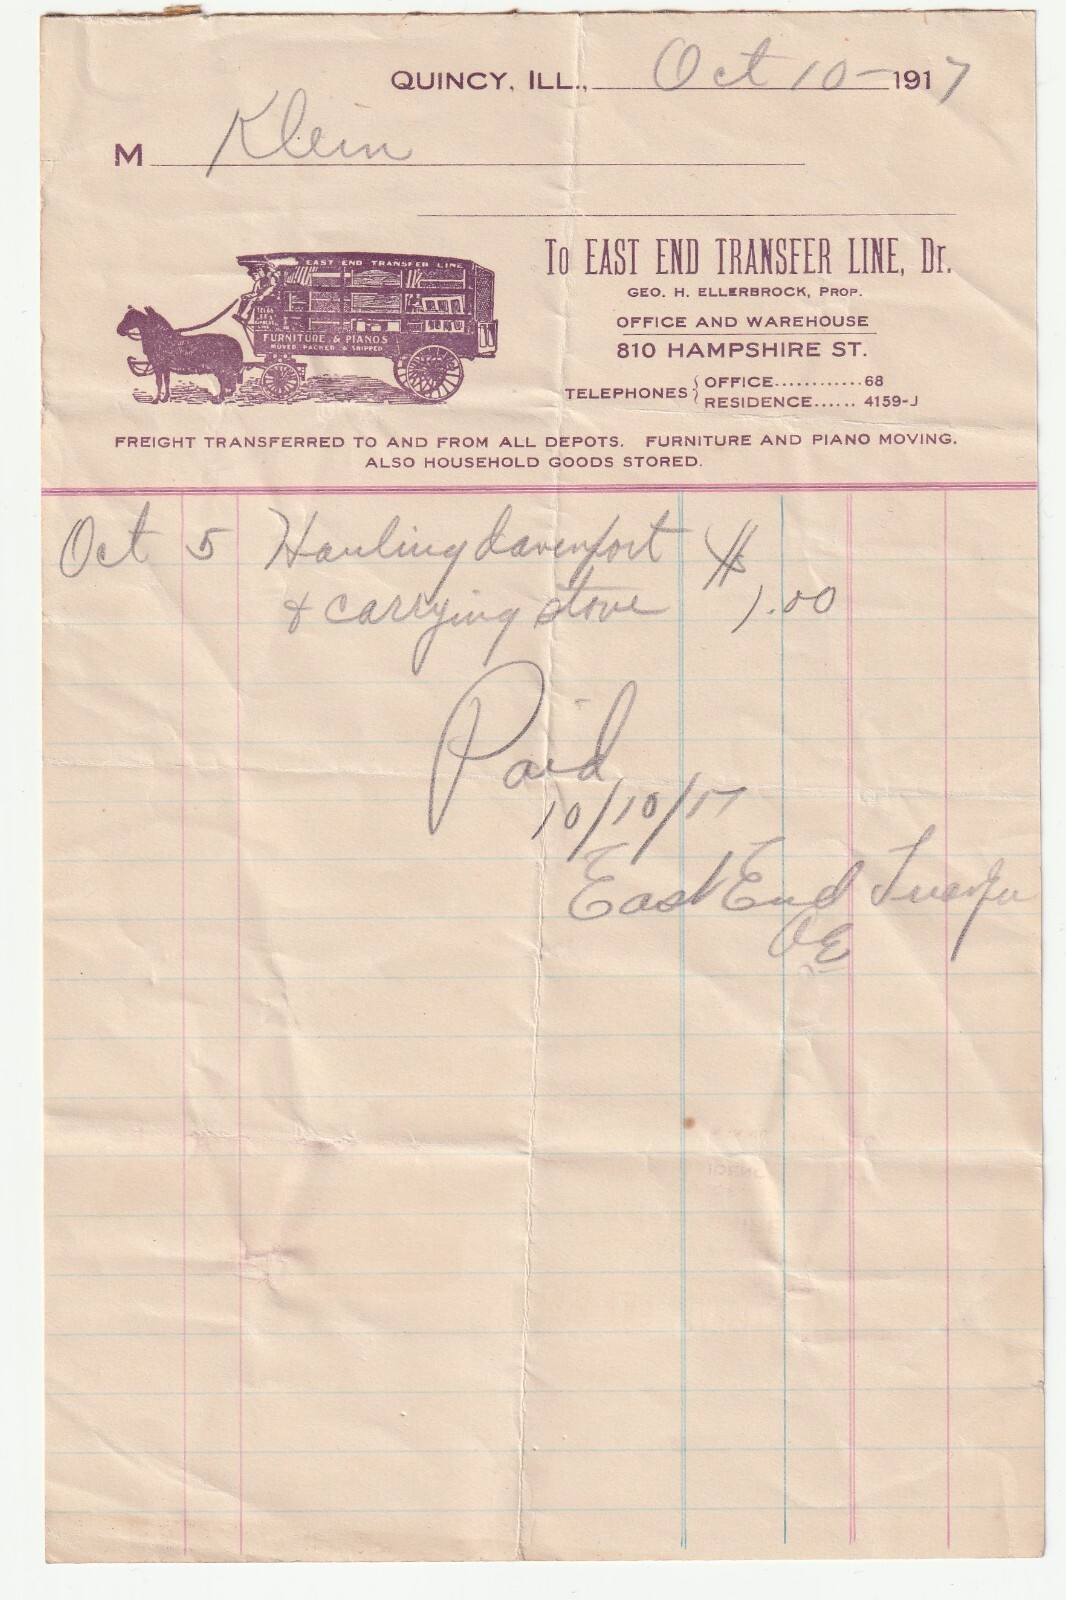 QUINCY, ILL., Oct 10 - 1917
M Klein
EAST END TRANSFER LINE
FURNITURE & PIANOS
MOVED PACKED & SHIPPED
To EAST END TRANSFER LINE, Dr.
GEO. H. ELLERBROCK, PROP.
OFFICE AND WAREHOUSE
810 HAMPSHIRE ST.
TELEPHONES { OFFICE............68
RESIDENCE...... 4159-J
FREIGHT TRANSFERRED TO AND FROM ALL DEPOTS. FURNITURE AND PIANO MOVING.
ALSO HOUSEHOLD GOODS STORED.
Oct 5 Hauling davenport $
& carrying stove 1.00
Paid
10/10/17
East End Transfer